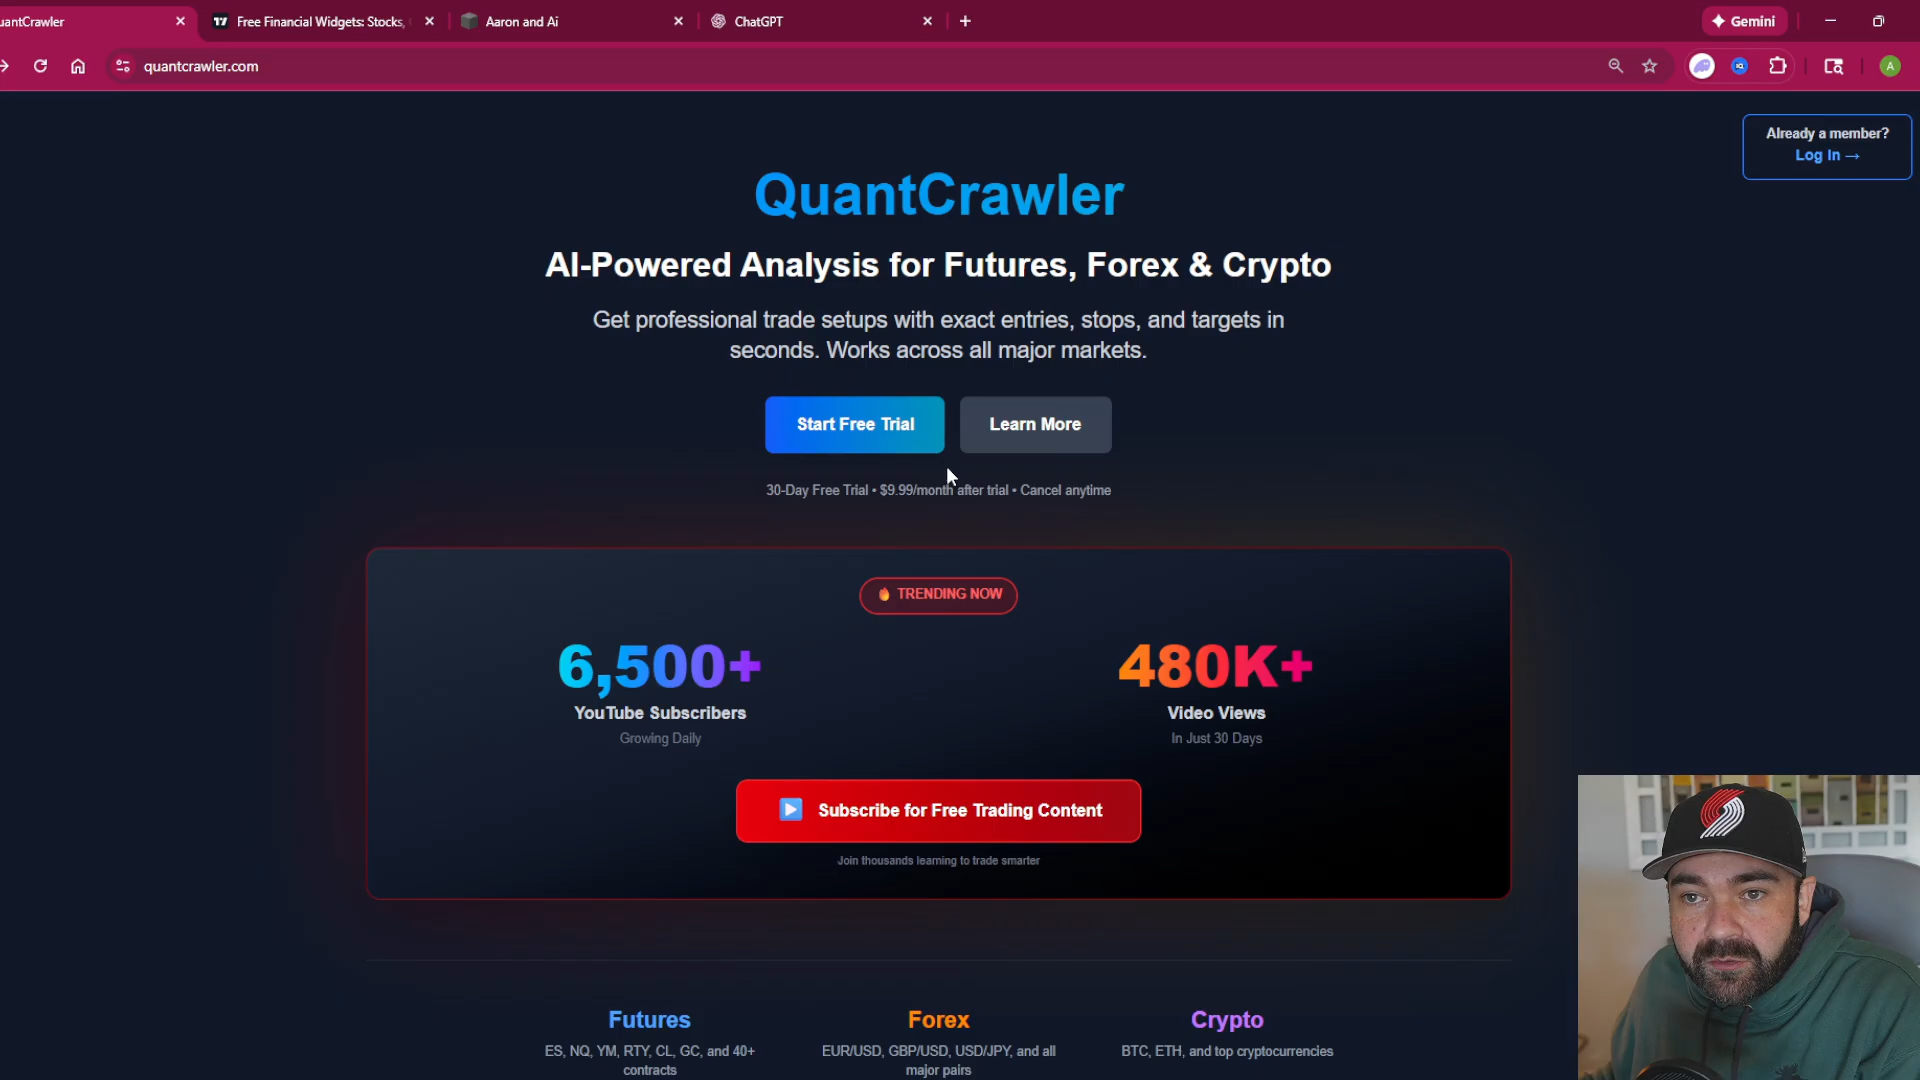 uantCrawler
Free Financial Widgets: Stocks,
Aaron and Ai
ChatGPT
Gemini
quantcrawler.com
A
Already a member?
Log In →
QuantCrawler
AI-Powered Analysis for Futures, Forex & Crypto
Get professional trade setups with exact entries, stops, and targets in
seconds. Works across all major markets.
Start Free Trial
Learn More
30-Day Free Trial • $9.99/month after trial • Cancel anytime
🔥 TRENDING NOW
6,500+
YouTube Subscribers
Growing Daily
480K+
Video Views
In Just 30 Days
Subscribe for Free Trading Content
Join thousands learning to trade smarter
Futures
ES, NQ, YM, RTY, CL, GC, and 40+
contracts
Forex
EUR/USD, GBP/USD, USD/JPY, and all
major pairs
Crypto
BTC, ETH, and top cryptocurrencies